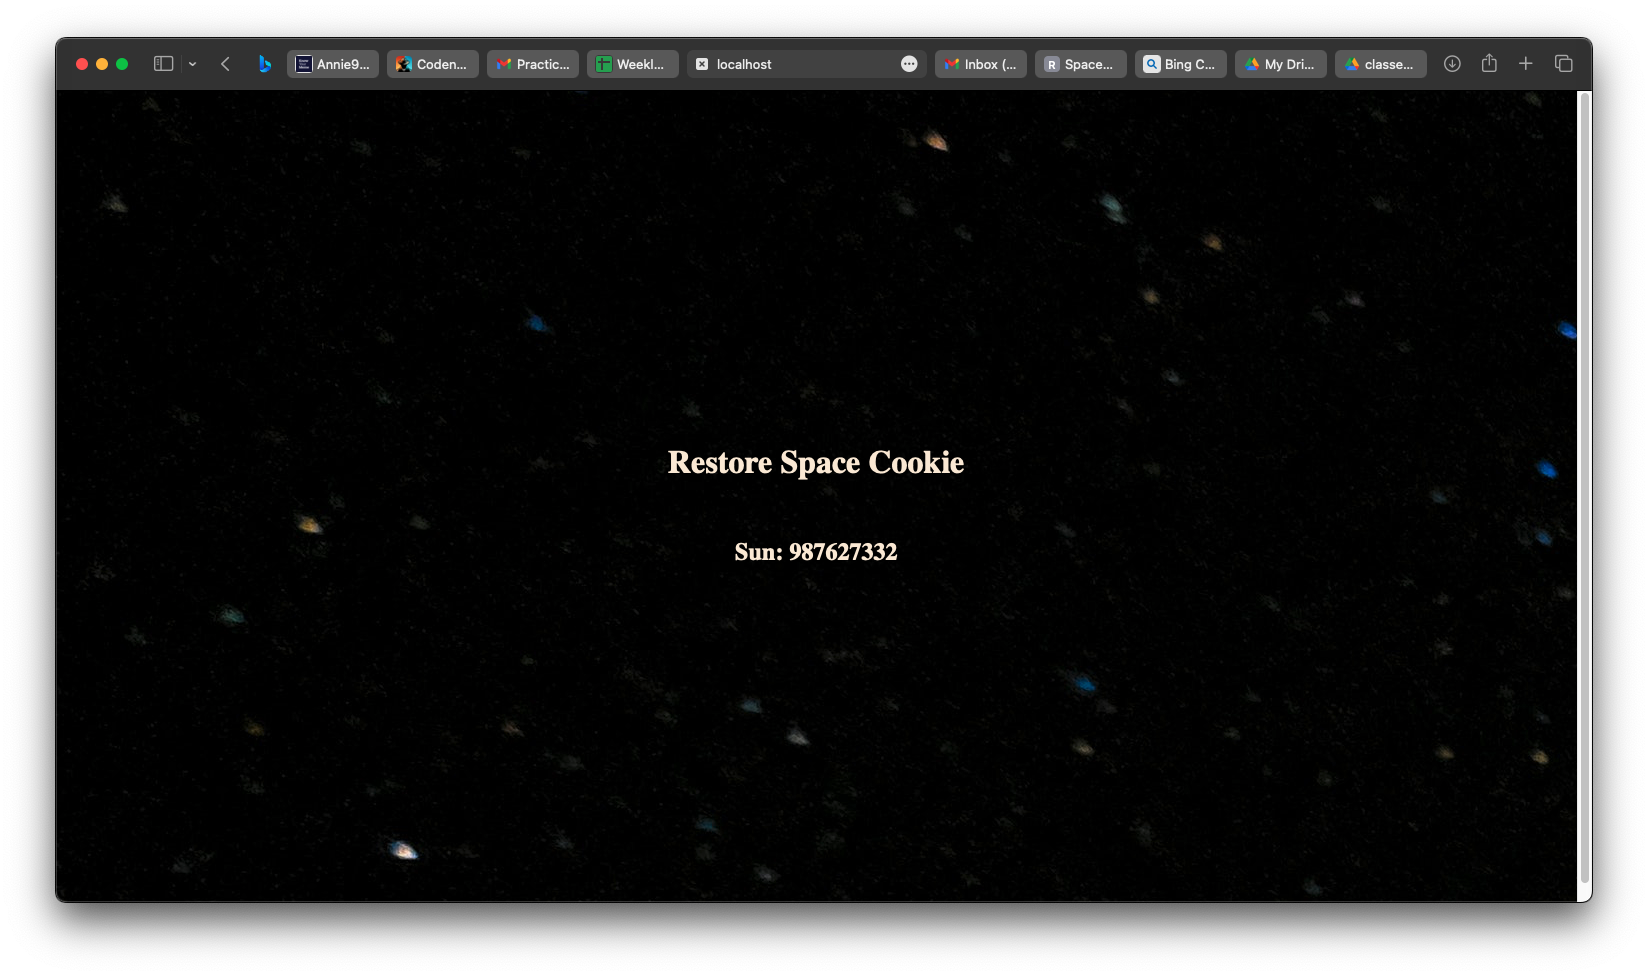 Annie9...
Coden...
Practic...
Weekl...
localhost
Inbox (...
R Space...
Bing C...
My Dri...
classe...
Restore Space Cookie
Sun: 987627332